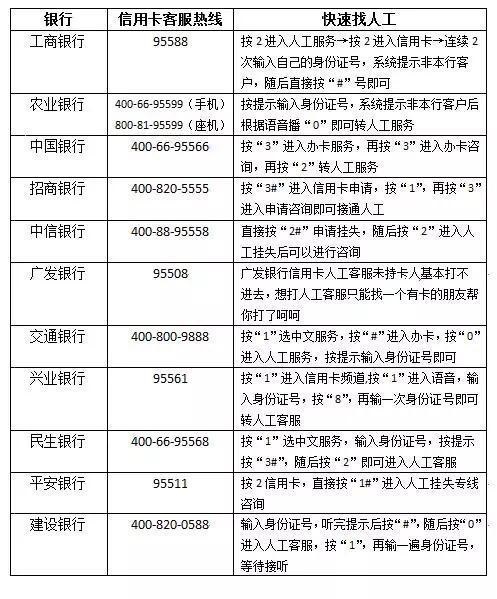 银行 信用卡客服热线 快速找人工
工商银行 95588 按2进入人工服务→按2进入信用卡→连续2
次输入自己的身份证号，系统提示非本行客
户，随后直接按“#”号即可
农业银行 400-66-95599（手机） 按提示输入身份证号，系统提示非本行客户后
800-81-95599（座机） 根据语音播“0”即可转人工服务
中国银行 400-66-95566 按“3”进入办卡服务，再按“3”进入办卡咨
询，再按“2”转人工服务
招商银行 400-820-5555 按“3#”进入信用卡申请，按“1”，再按“3”
进入申请咨询即可接通人工
中信银行 400-88-95558 直接按“2#”申请挂失，随后按“2”进入人
工挂失后可以进行咨询
广发银行 95508 广发银行信用卡人工客服未持卡人基本打不
进去，想打人工客服只能找一个有卡的朋友帮
你打了呵呵
交通银行 400-800-9888 按“1”选中文服务，按“#”进入办卡，按“0”
进入人工服务，按提示输入身份证号即可
兴业银行 95561 按“1”进入信用卡频道,按“1”进入语音，输
入身份证号，按“8”，再输一次身份证号即可
转人工客服
民生银行 400-66-95568 按“1”选中文服务，输入身份证号，按提示
按“3#”，随后按“2”即可进入人工客服
平安银行 95511 按2信用卡，直接按“1#”进入人工挂失专线
咨询
建设银行 400-820-0588 输入身份证号，听完提示后按“#”，随后按“0”
进入人工客服，按“1”，再输一遍身份证号，
等待接听